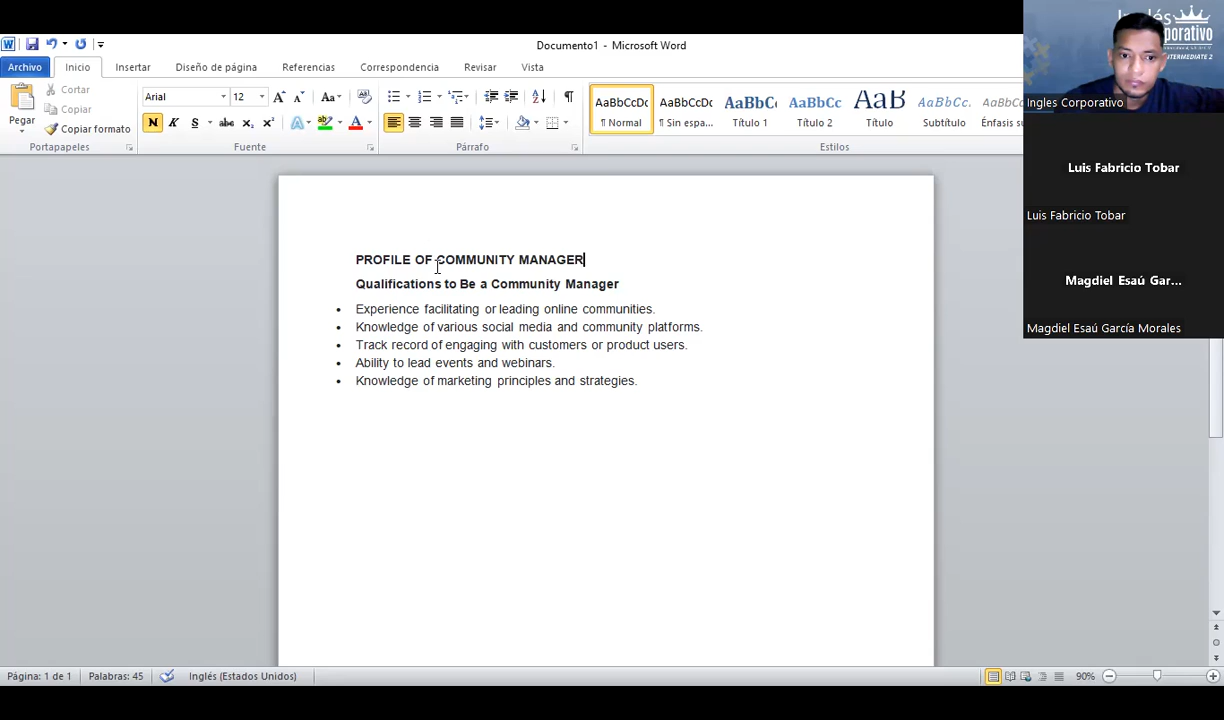 Documento1 - Microsoft Word
Archivo Inicio Insertar Diseño de página Referencias Correspondencia Revisar Vista
Pegar
Cortar
Copiar
Copiar formato
Portapapeles
Arial 12
Fuente
Párrafo
AaBbCcDc AaBbCcDc AaBbC AaBbCc AaB AaBbCc. AaBbCcD
¶ Normal ¶ Sin espa... Título 1 Título 2 Título Subtítulo Énfasis
Estilos
PROFILE OF COMMUNITY MANAGER
Qualifications to Be a Community Manager
• Experience facilitating or leading online communities.
• Knowledge of various social media and community platforms.
• Track record of engaging with customers or product users.
• Ability to lead events and webinars.
• Knowledge of marketing principles and strategies.
Inglés
INTERMEDIATE 2
Ingles Corporativo
Luis Fabricio Tobar
Luis Fabricio Tobar
Magdiel Esaú Gar...
Magdiel Esaú García Morales
Página: 1 de 1 Palabras: 45 Inglés (Estados Unidos) 90%